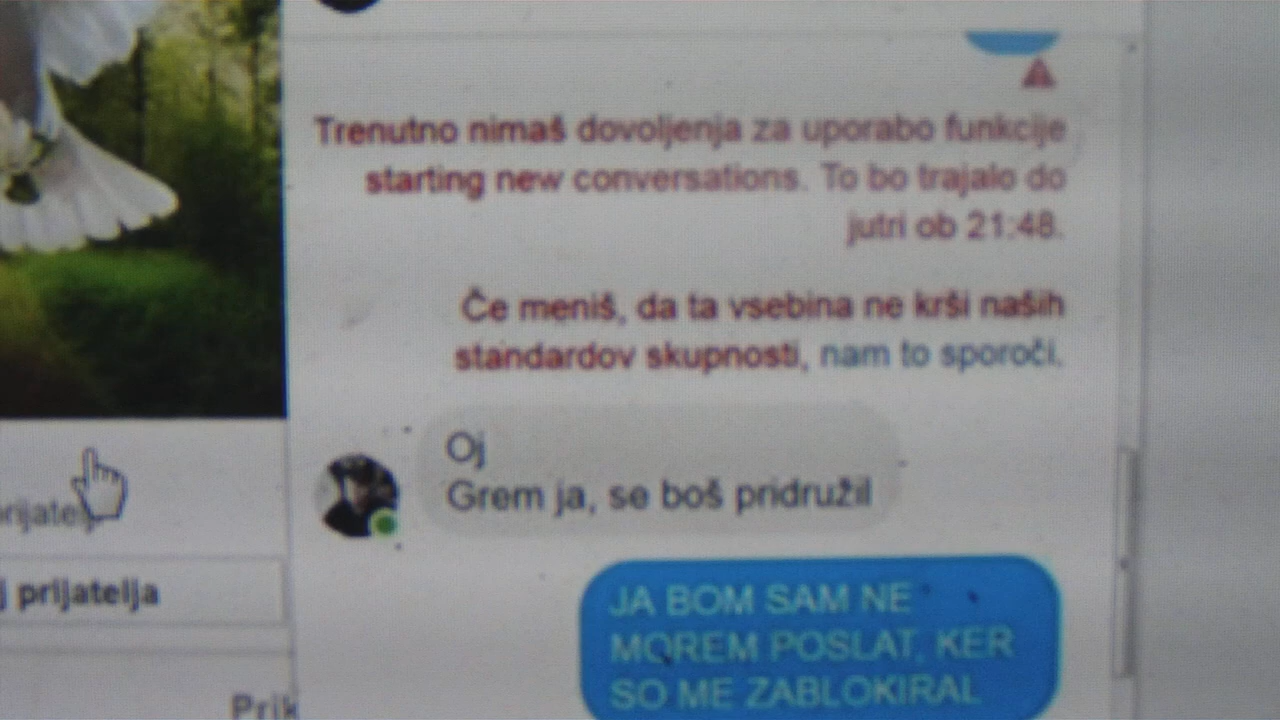 Trenutno nimaš dovoljenja za uporabo funkcije
starting new conversations. To bo trajalo do
jutri ob 21:48.
Če meniš, da ta vsebina ne krši naših
standardov skupnosti, nam to sporoči.
Oj
Grem ja, se boš pridružil
JA BOM SAM NE
MOREM POSLAT, KER
SO ME ZABLOKIRAL
j prijatelja